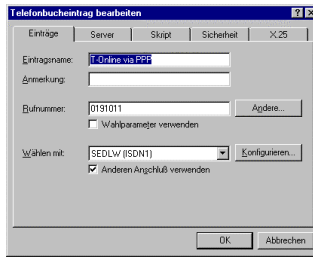 Telefonbucheintrag bearbeiten
Einträge Server Skript Sicherheit X.25
Eintragsname: T-Online via PPP
Anmerkung:
Rufnummer: 0191011 Andere...
Wahlparameter verwenden
Wählen mit: SEDLW (ISDN1) Konfigurieren...
Anderen Anschluß verwenden
OK Abbrechen